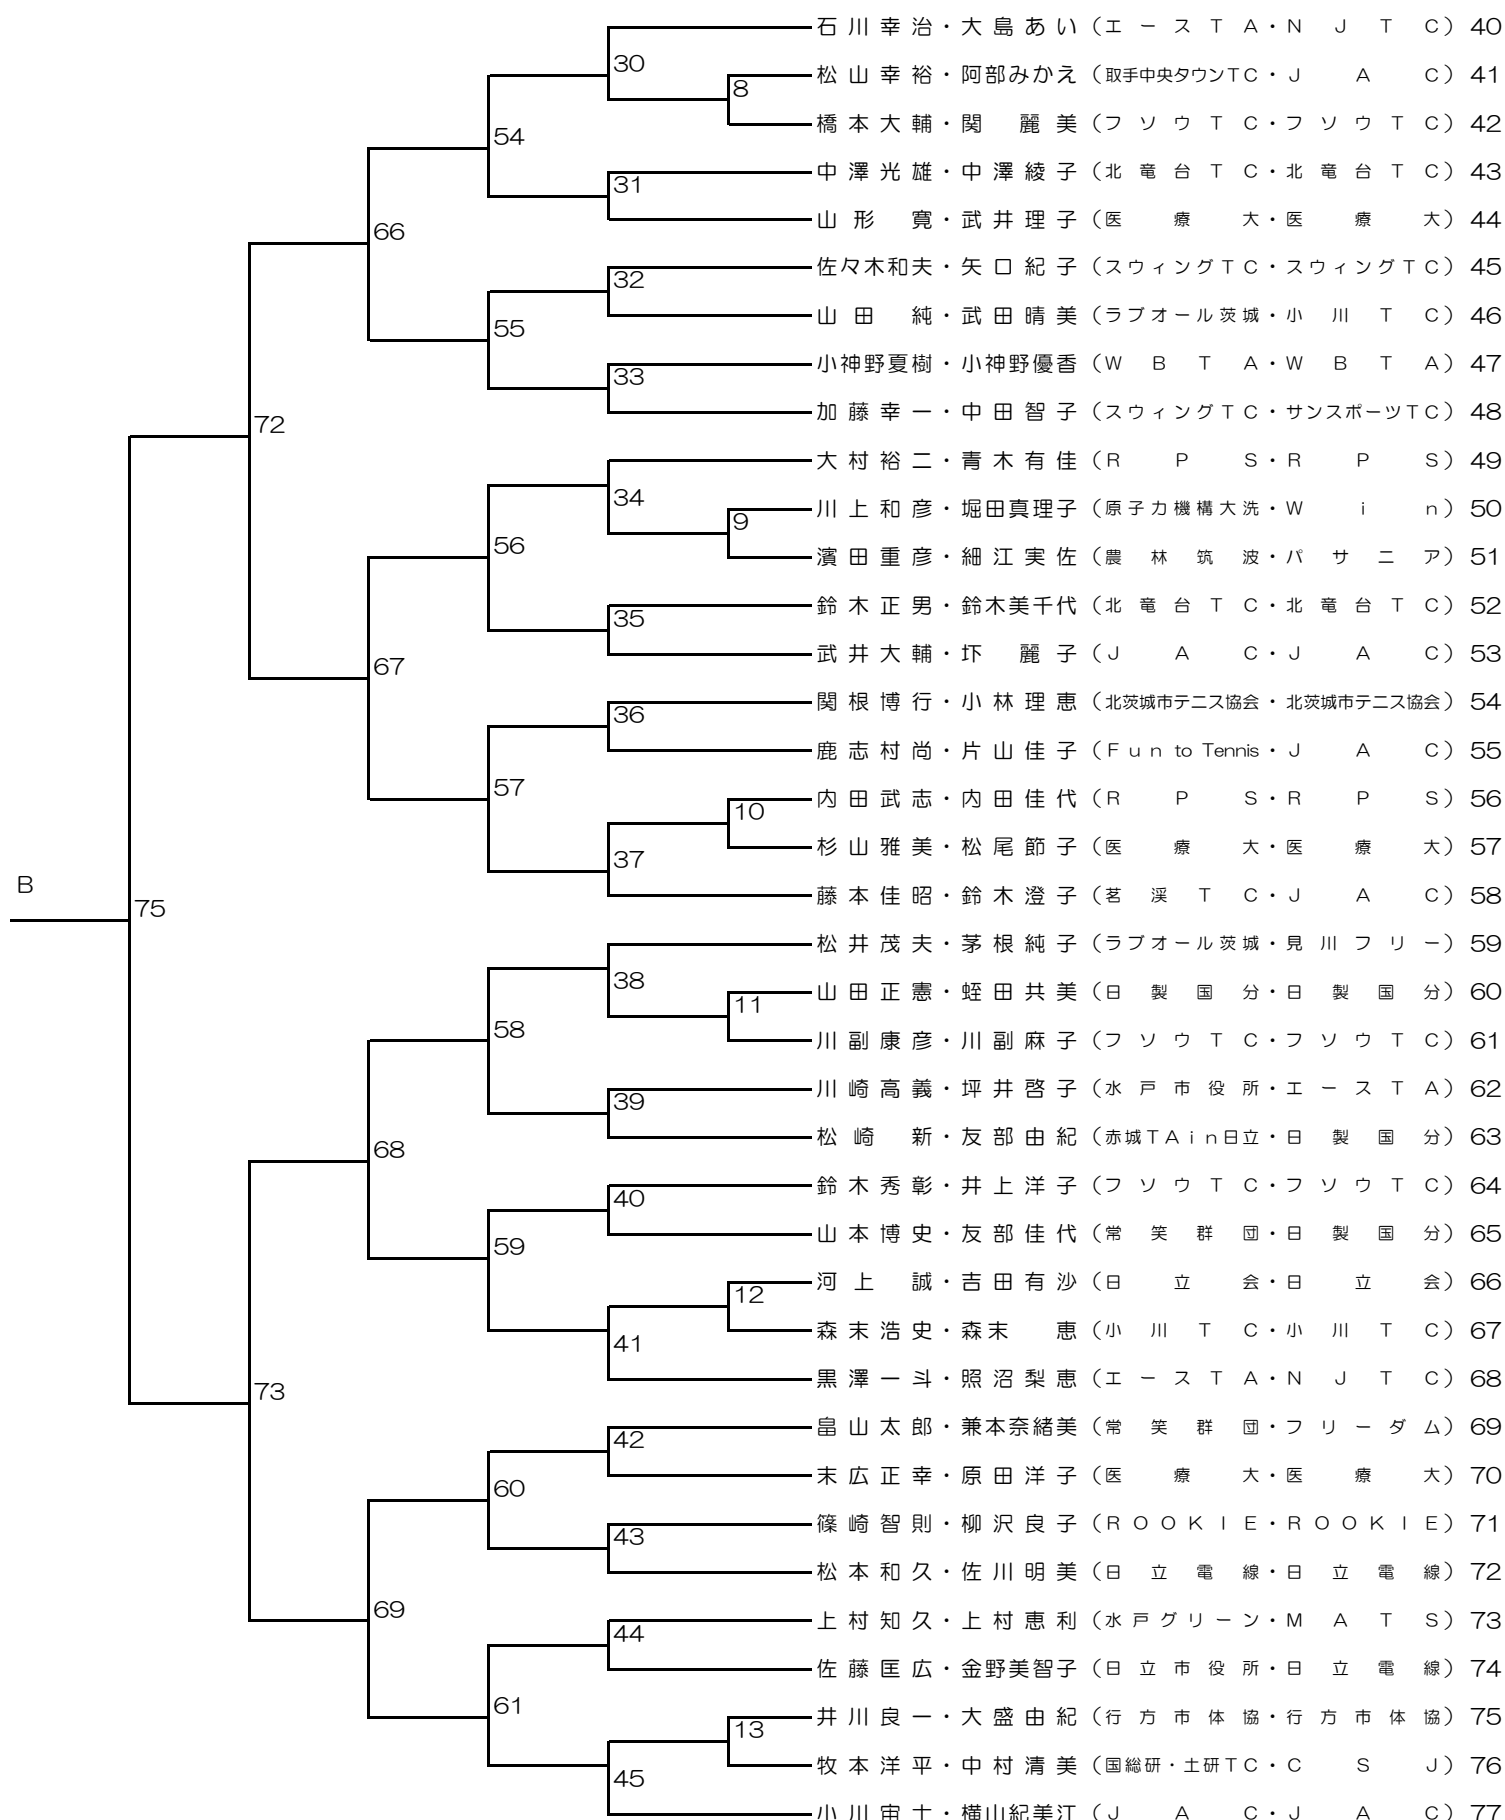 石川幸治・大島あい（エースTA・NJTC）40
30
松山幸裕・阿部みかえ（取手中央タウンTC・JAC）41
8
橋本大輔・関　麗美（フソウTC・フソウTC）42
54
中澤光雄・中澤綾子（北竜台TC・北竜台TC）43
31
山形　寛・武井理子（医療大・医療大）44
66
佐々木和夫・矢口紀子（スウィングTC・スウィングTC）45
32
山田　純・武田晴美（ラブオール茨城・小川TC）46
55
小神野夏樹・小神野優香（WBTA・WBTA）47
33
加藤幸一・中田智子（スウィングTC・サンスポーツTC）48
72
大村裕二・青木有佳（RPS・RPS）49
34
川上和彦・堀田真理子（原子力機構大洗・Win）50
9
56
濱田重彦・細江実佐（農林筑波・パサニア）51
鈴木正男・鈴木美千代（北竜台TC・北竜台TC）52
35
武井大輔・圷　麗子（JAC・JAC）53
67
関根博行・小林理恵（北茨城市テニス協会・北茨城市テニス協会）54
36
鹿志村尚・片山佳子（Fun to Tennis・JAC）55
57
内田武志・内田佳代（RPS・RPS）56
10
杉山雅美・松尾節子（医療大・医療大）57
37
B
藤本佳昭・鈴木澄子（茗渓TC・JAC）58
75
松井茂夫・茅根純子（ラブオール茨城・見川フリー）59
38
山田正憲・蛭田共美（日製国分・日製国分）60
11
58
川副康彦・川副麻子（フソウTC・フソウTC）61
川崎高義・坪井啓子（水戸市役所・エースTA）62
39
松崎　新・友部由紀（赤城TAin日立・日製国分）63
68
鈴木秀彰・井上洋子（フソウTC・フソウTC）64
40
山本博史・友部佳代（常笑群団・日製国分）65
59
河上　誠・吉田有沙（日立会・日立会）66
12
森末浩史・森末　恵（小川TC・小川TC）67
41
黒澤一斗・照沼梨恵（エースTA・NJTC）68
73
畠山太郎・兼本奈緒美（常笑群団・フリーダム）69
42
末広正幸・原田洋子（医療大・医療大）70
60
篠崎智則・柳沢良子（ROOKIE・ROOKIE）71
43
松本和久・佐川明美（日立電線・日立電線）72
69
上村知久・上村恵利（水戸グリーン・MATS）73
44
佐藤匡広・金野美智子（日立市役所・日立電線）74
61
井川良一・大盛由紀（行方市体協・行方市体協）75
13
牧本洋平・中村清美（国総研・土研TC・CSJ）76
45
小川宙士・横山紀美江（JAC・JAC）77